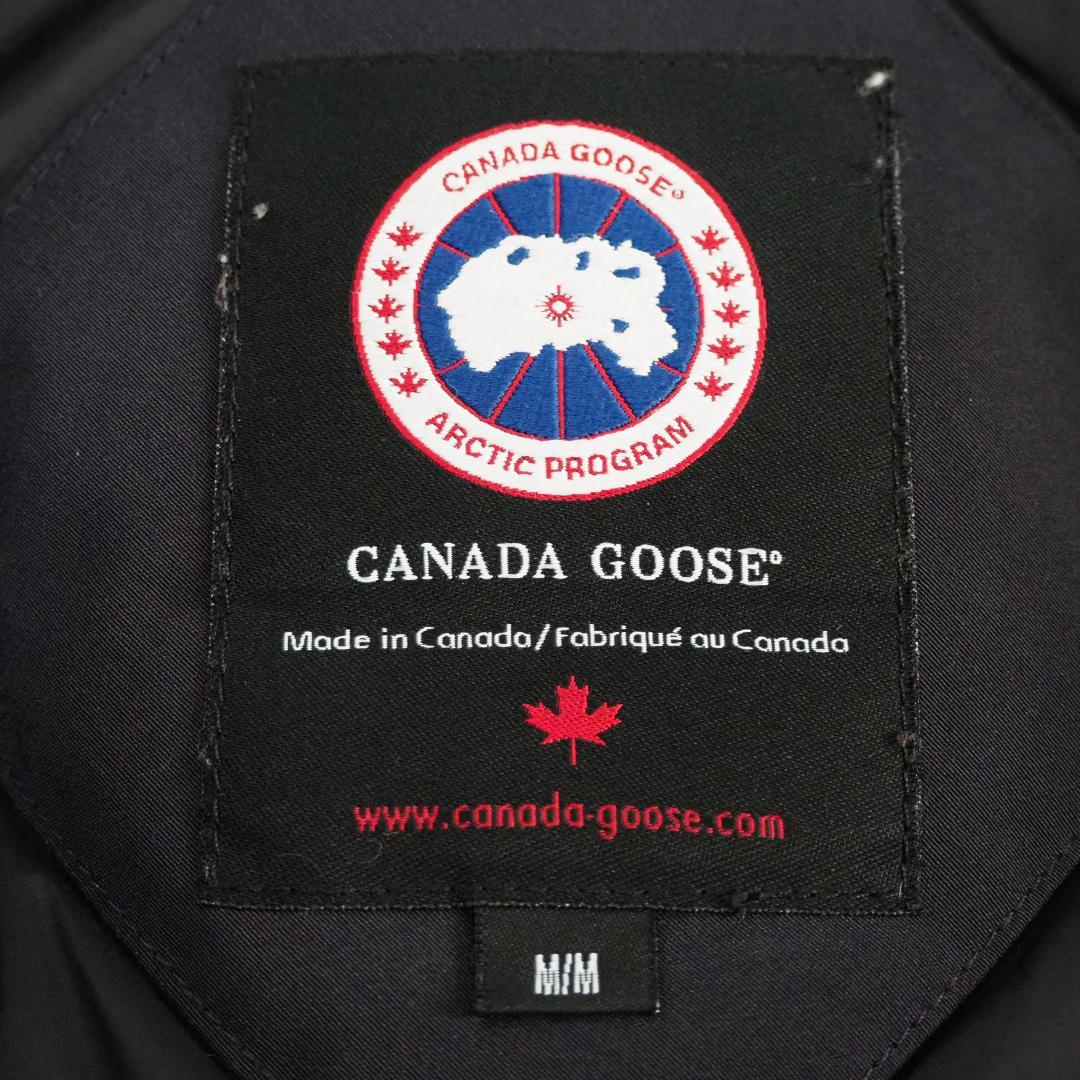 CANADA GOOSE®
ARCTIC PROGRAM
CANADA GOOSE®
Made in Canada/Fabriqué au Canada
www.canada-goose.com
M/M